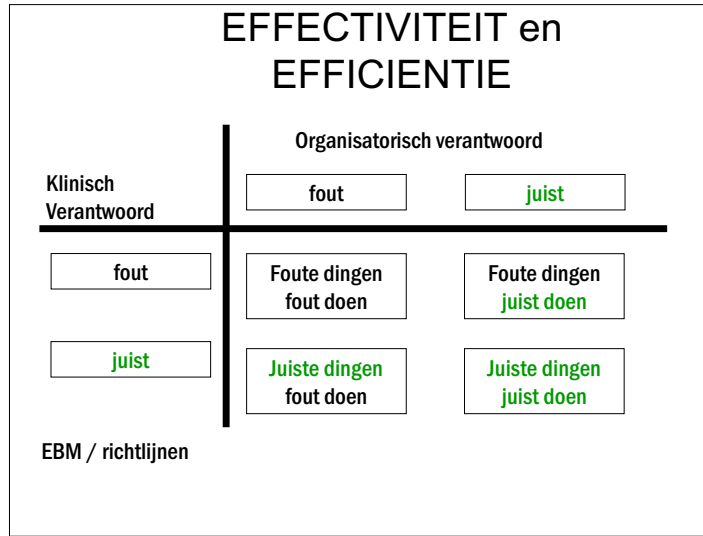 EFFECTIVITEIT en
EFFICIENTIE
Organisatorisch verantwoord
Klinisch
Verantwoord
fout
juist
fout
Foute dingen
fout doen
Foute dingen
juist doen
juist
Juiste dingen
fout doen
Juiste dingen
juist doen
EBM / richtlijnen